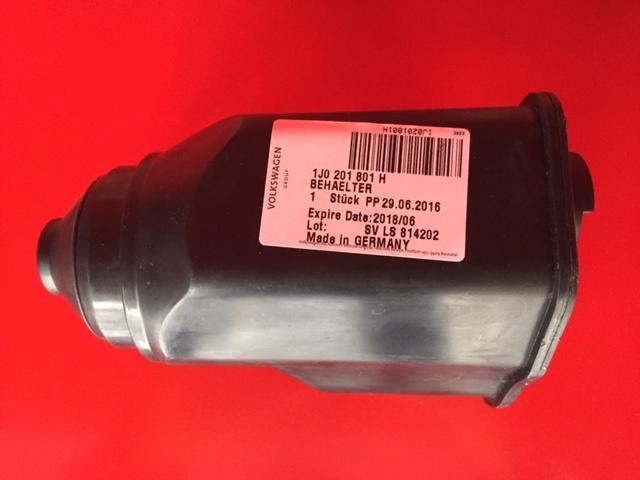 1J0201801H
VOLKSWAGEN
GROUP
1J0 201 801 H
BEHAELTER
1 Stück PP 29.06.2016
Expire Date:2018/06
Lot: SV LS 814202
Made in GERMANY